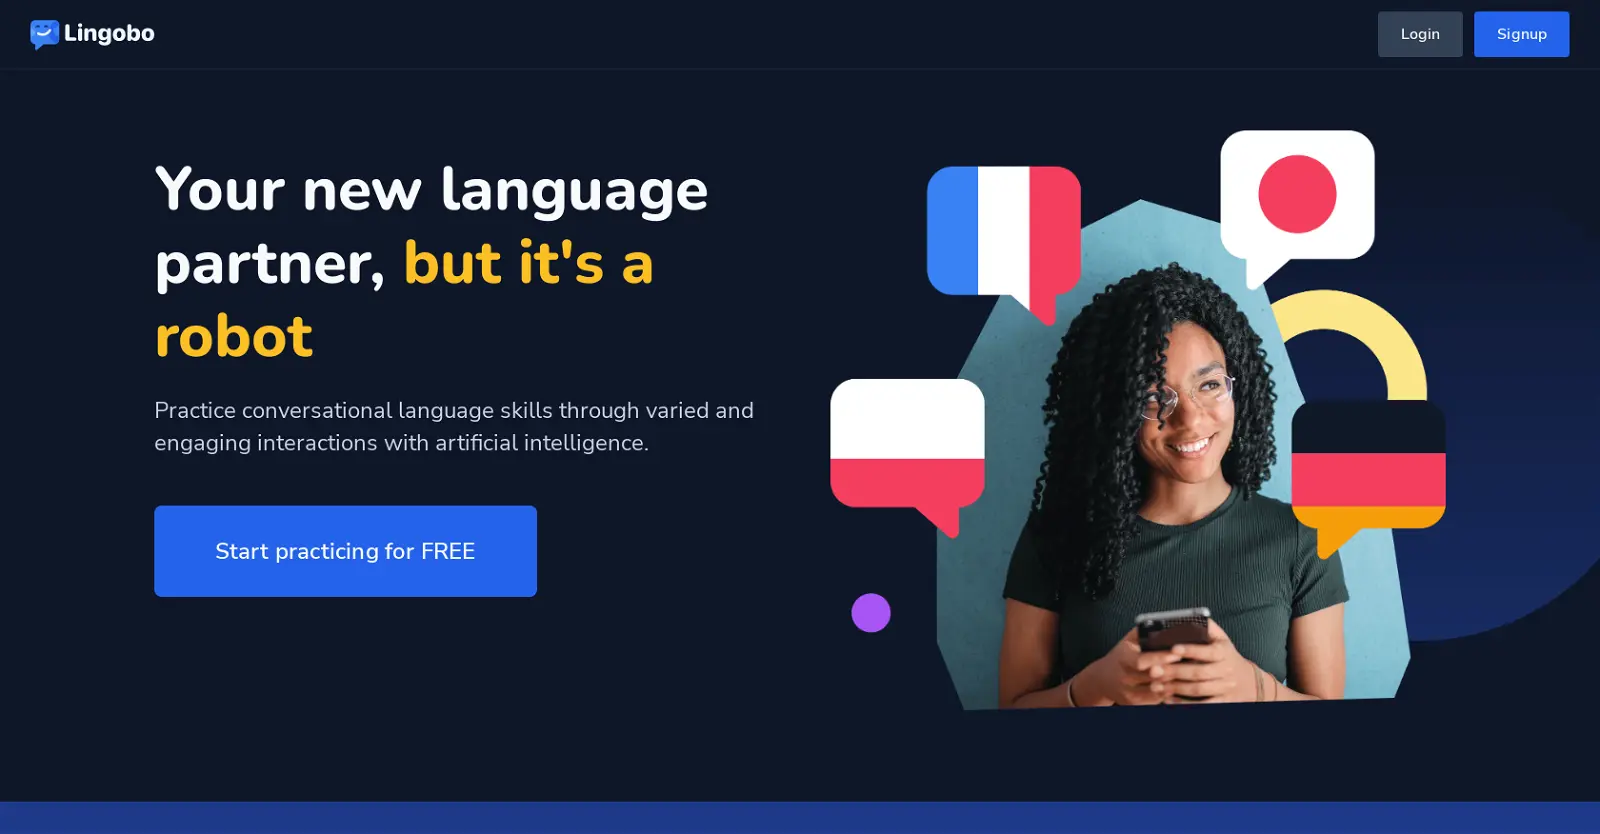 Lingobo
Login
Signup
Your new language
partner, but it's a
robot
Practice conversational language skills through varied and
engaging interactions with artificial intelligence.
Start practicing for FREE